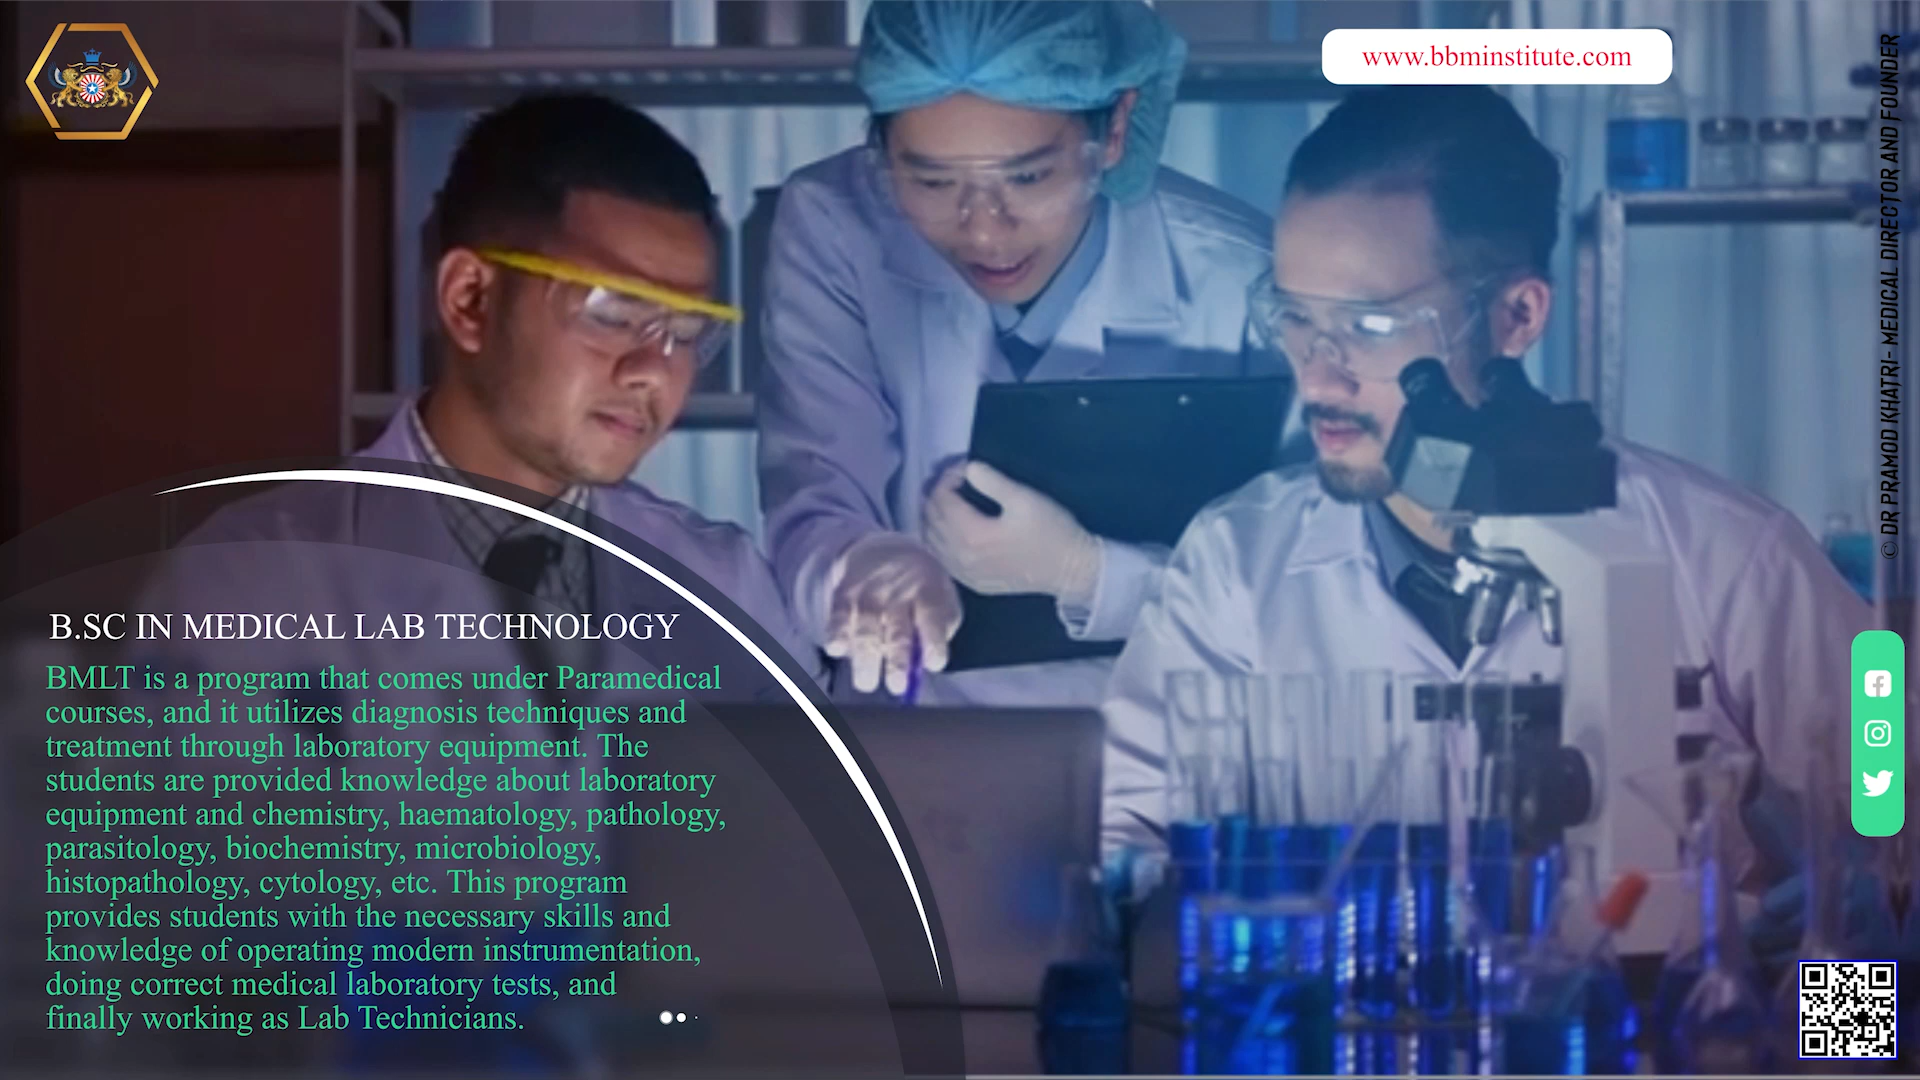 www.bbminstitute.com
© DR PRAMOD KHATRI- MEDICAL DIRECTOR AND FOUNDER
B.SC IN MEDICAL LAB TECHNOLOGY
BMLT is a program that comes under Paramedical
courses, and it utilizes diagnosis techniques and
treatment through laboratory equipment. The
students are provided knowledge about laboratory
equipment and chemistry, haematology, pathology,
parasitology, biochemistry, microbiology,
histopathology, cytology, etc. This program
provides students with the necessary skills and
knowledge of operating modern instrumentation,
doing correct medical laboratory tests, and
finally working as Lab Technicians.